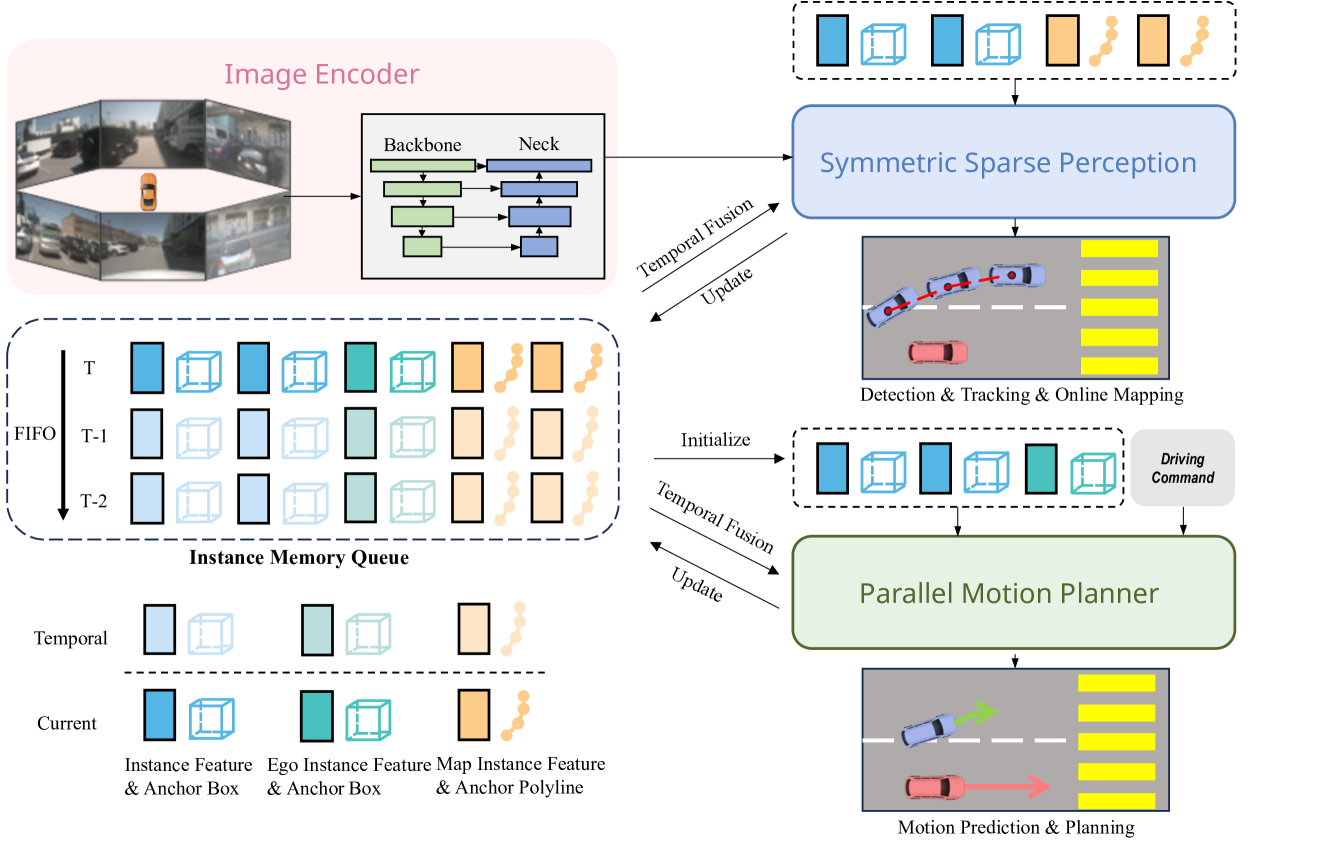 Image Encoder
Backbone
Neck
Symmetric Sparse Perception
Temporal Fusion
Update
Detection & Tracking & Online Mapping
FIFO
T
T-1
T-2
Instance Memory Queue
Initialize
Driving
Command
Temporal Fusion
Update
Parallel Motion Planner
Motion Prediction & Planning
Temporal
Current
Instance Feature
& Anchor Box
Ego Instance Feature
& Anchor Box
Map Instance Feature
& Anchor Polyline